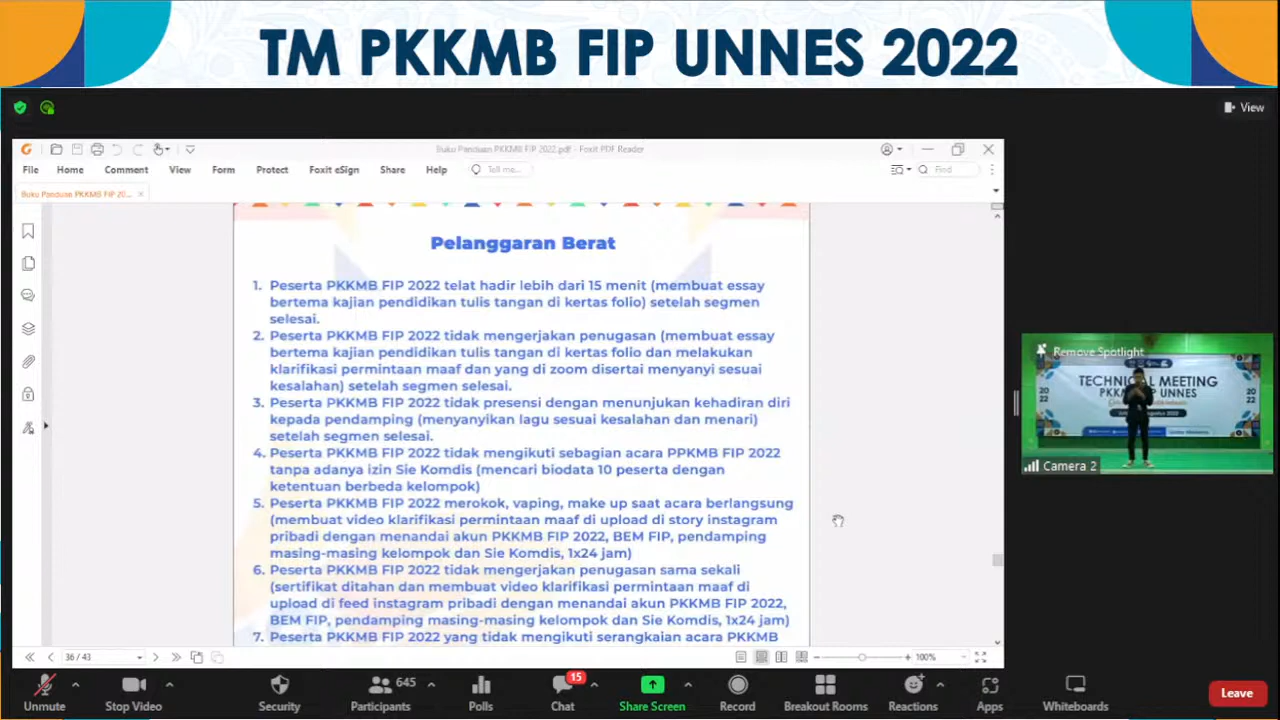 TM PKKMB FIP UNNES 2022
View
Buku Panduan PKKMB FIP 2022.pdf - Foxit PDF Reader
File Home Comment View Form Protect Foxit eSign Share Help Tell me... Find
Buku Panduan PKKMB FIP 20...
Pelanggaran Berat
1. Peserta PKKMB FIP 2022 telat hadir lebih dari 15 menit (membuat essay
bertema kajian pendidikan tulis tangan di kertas folio) setelah segmen
selesai.
2. Peserta PKKMB FIP 2022 tidak mengerjakan penugasan (membuat essay
bertema kajian pendidikan tulis tangan di kertas folio dan melakukan
klarifikasi permintaan maaf dan yang di zoom disertai menyanyi sesuai
kesalahan) setelah segmen selesai.
3. Peserta PKKMB FIP 2022 tidak presensi dengan menunjukan kehadiran diri
kepada pendamping (menyanyikan lagu sesuai kesalahan dan menari)
setelah segmen selesai.
4. Peserta PKKMB FIP 2022 tidak mengikuti sebagian acara PPKMB FIP 2022
tanpa adanya izin Sie Komdis (mencari biodata 10 peserta dengan
ketentuan berbeda kelompok)
5. Peserta PKKMB FIP 2022 merokok, vaping, make up saat acara berlangsung
(membuat video klarifikasi permintaan maaf di upload di story instagram
pribadi dengan menandai akun PKKMB FIP 2022, BEM FIP, pendamping
masing-masing kelompok dan Sie Komdis, 1x24 jam)
6. Peserta PKKMB FIP 2022 tidak mengerjakan penugasan sama sekali
(sertifikat ditahan dan membuat video klarifikasi permintaan maaf di
upload di feed instagram pribadi dengan menandai akun PKKMB FIP 2022,
BEM FIP, pendamping masing-masing kelompok dan Sie Komdis, 1x24 jam)
7. Peserta PKKMB FIP 2022 yang tidak mengikuti serangkaian acara PKKMB
36 / 43
100%
Remove Spotlight
TECHNICAL MEETING
UNNES
20
22
20
22
Camera 2
645
15
Unmute Stop Video Security Participants Polls Chat Share Screen Record Breakout Rooms Reactions Apps Whiteboards Leave